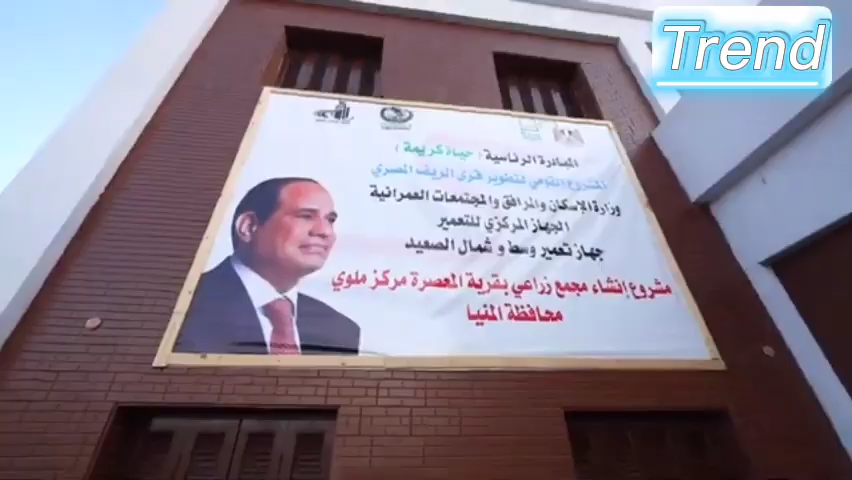 Trend
المبادرة الرئاسية ( حياة كريمة )
المشروع القومي لتطوير قرى الريف المصري
وزارة الإسكان والمرافق والمجتمعات العمرانية
الجهاز المركزي للتعمير
جهاز تعمير وسط و شمال الصعيد
مشروع إنشاء مجمع زراعي بقرية المعصرة مركز ملوي
محافظة المنيا